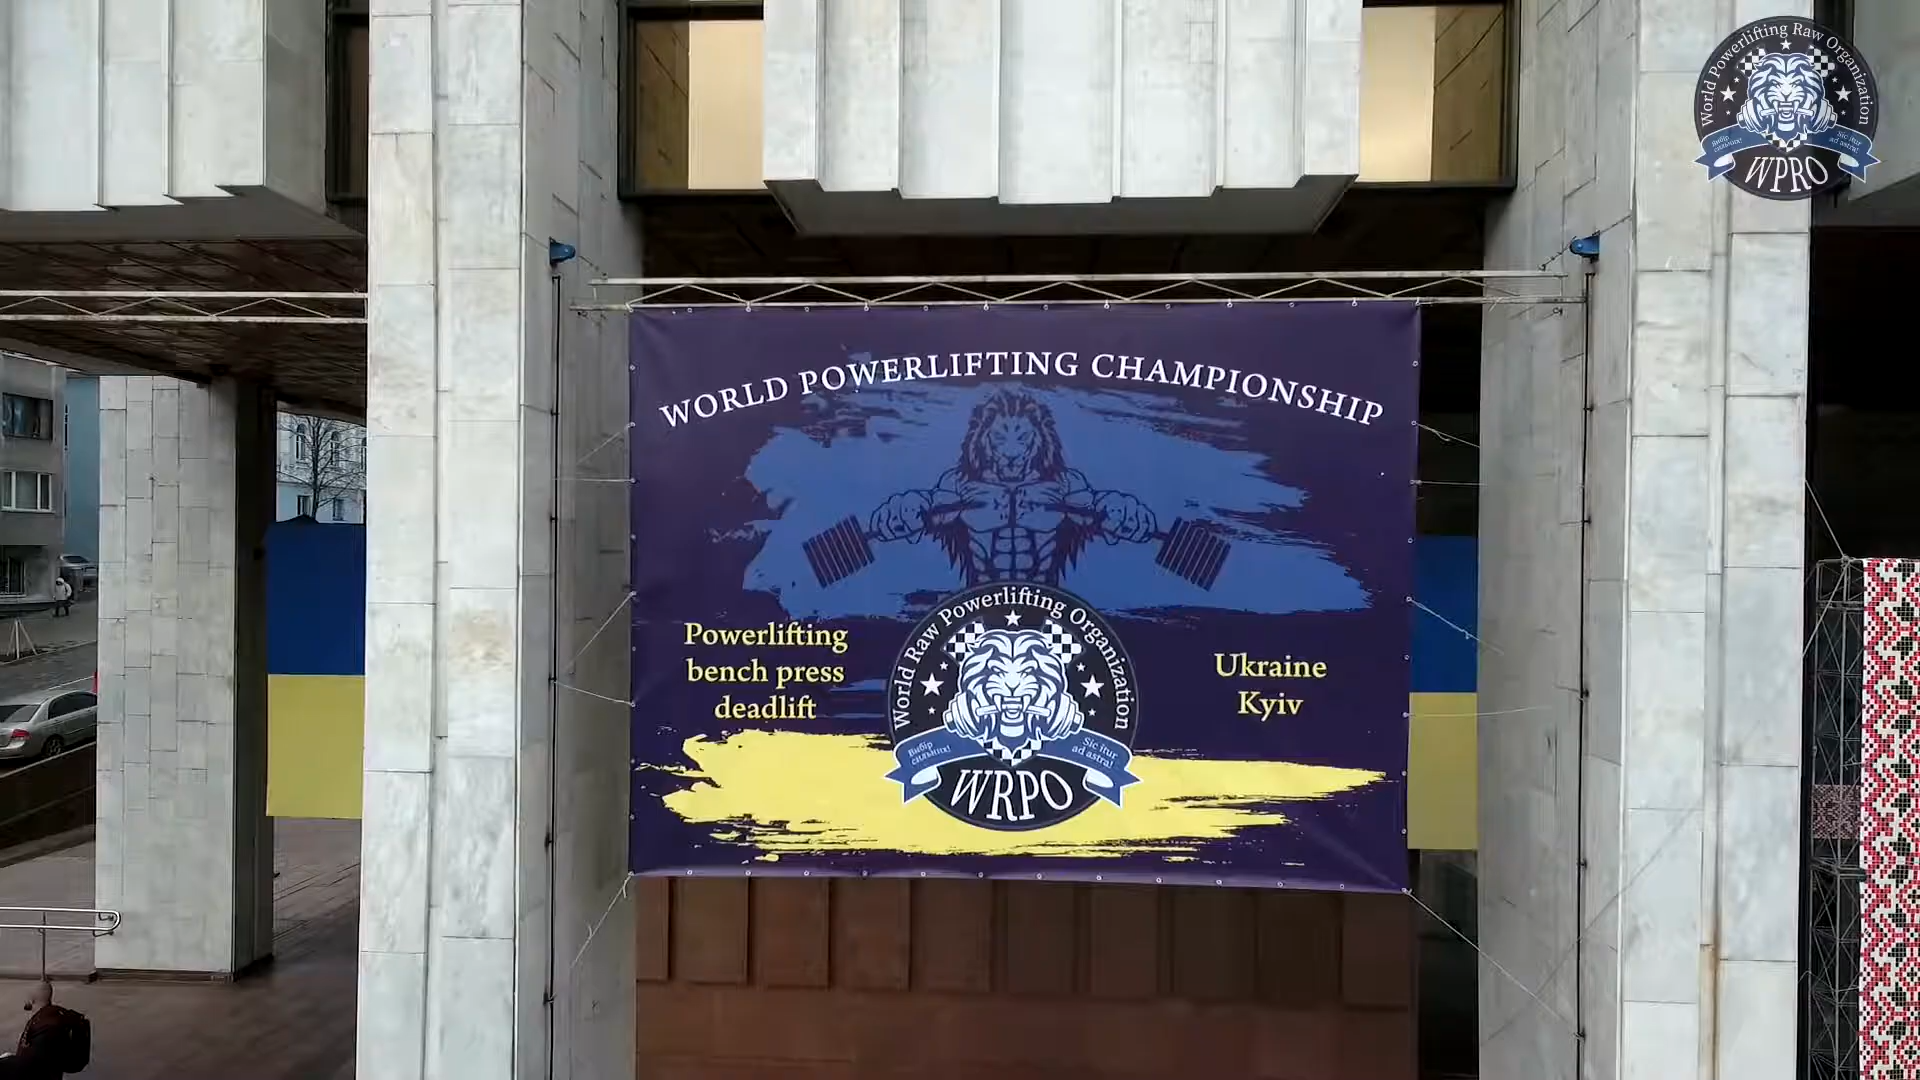 World Powerlifting Raw Organization
Вибір сильних!
Sic itur
ad astra!
WPRO
WORLD POWERLIFTING CHAMPIONSHIP
Powerlifting
bench press
deadlift
Ukraine
Kyiv
World Raw Powerlifting Organization
Вибір
сильних!
Sic itur
ad astra!
WRPO